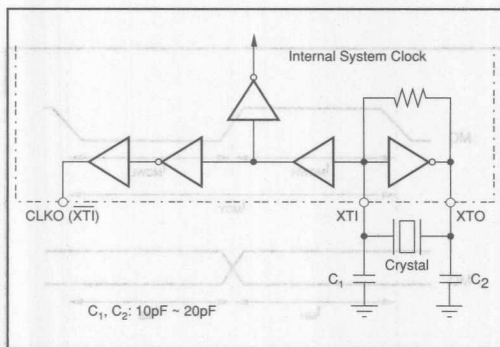 Internal System Clock
CLKO (XTI)
XTI
XTO
Crystal
C1
C2
C1, C2: 10pF ~ 20pF